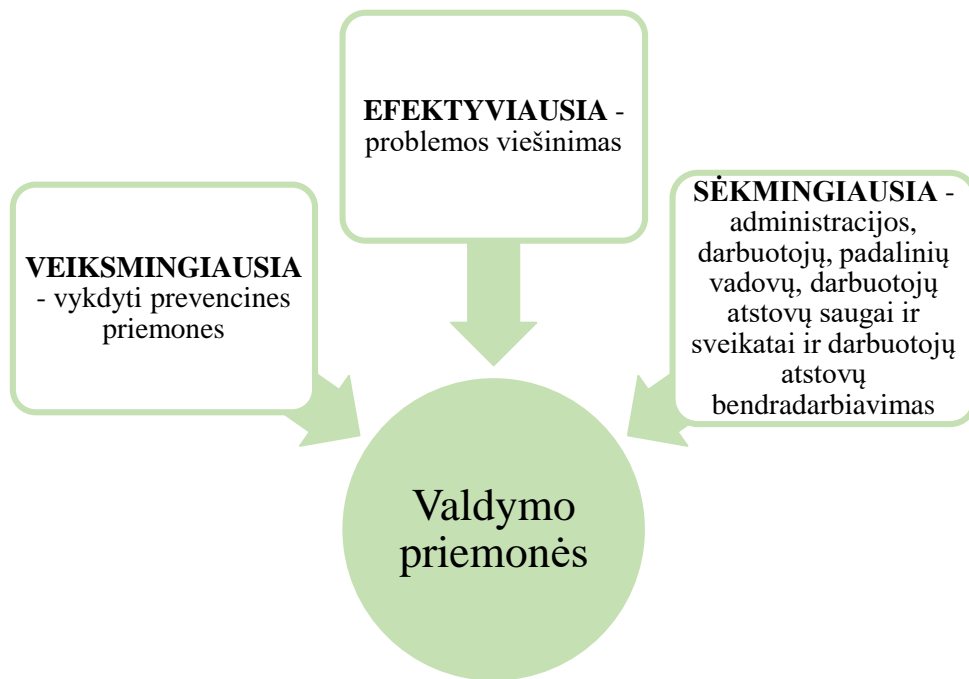 EFEKTYVIAUSIA -
problemos viešinimas
VEIKSMINGIAUSIA
- vykdyti prevencines
priemones
SĖKMINGIAUSIA -
administracijos,
darbuotojų, padalinių
vadovų, darbuotojų
atstovų saugai ir
sveikatai ir darbuotojų
atstovų
bendradarbiavimas
Valdymo
priemonės